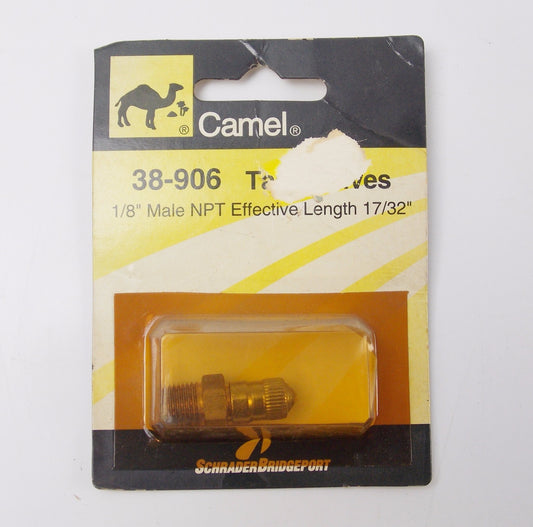 ® Camel®
38-906
1/8" Male NPT Effective Length 17/32"
SCHRADERBRIDGEPORT